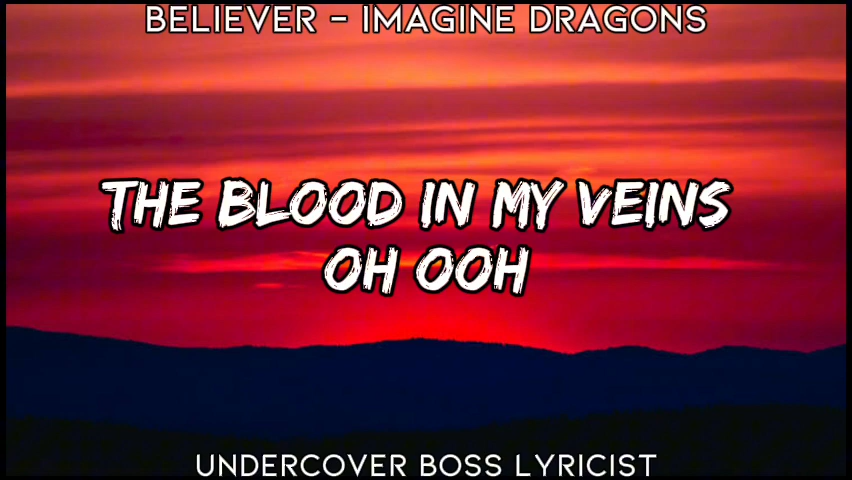 BELIEVER - IMAGINE DRAGONS
THE BLOOD IN MY VEINS
OH OOH
UNDERCOVER BOSS LYRICIST